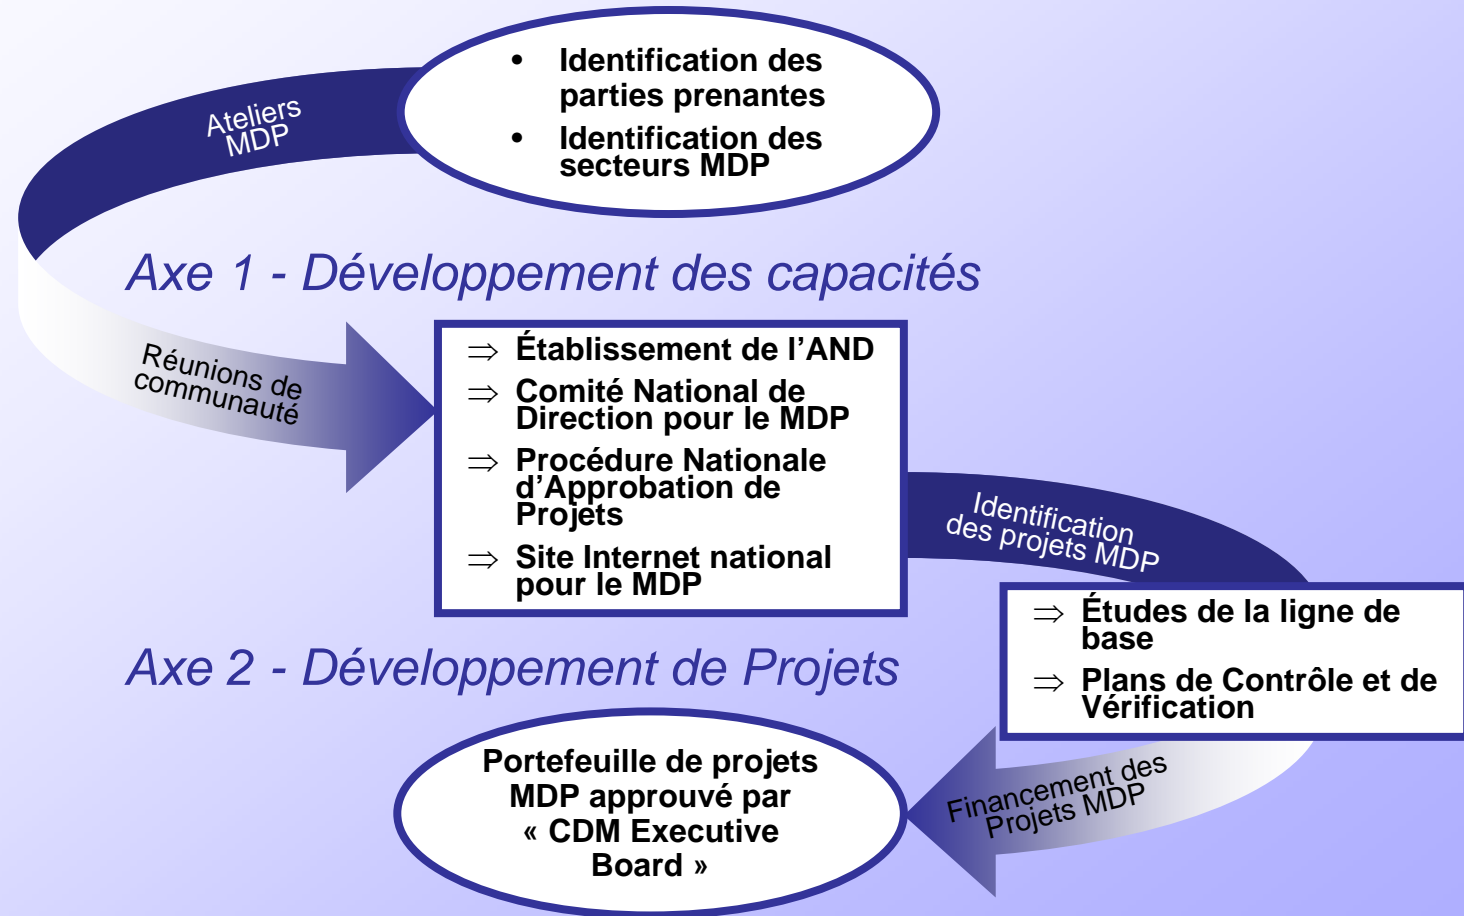 • Identification des
parties prenantes
• Identification des
secteurs MDP
Ateliers
MDP
Axe 1 - Développement des capacités
Réunions de
communauté
⇒ Établissement de l’AND
⇒ Comité National de
Direction pour le MDP
⇒ Procédure Nationale
d’Approbation de
Projets
⇒ Site Internet national
pour le MDP
Identification
des projets MDP
⇒ Études de la ligne de
base
⇒ Plans de Contrôle et de
Vérification
Axe 2 - Développement de Projets
Financement des
Projets MDP
Portefeuille de projets
MDP approuvé par
« CDM Executive
Board »